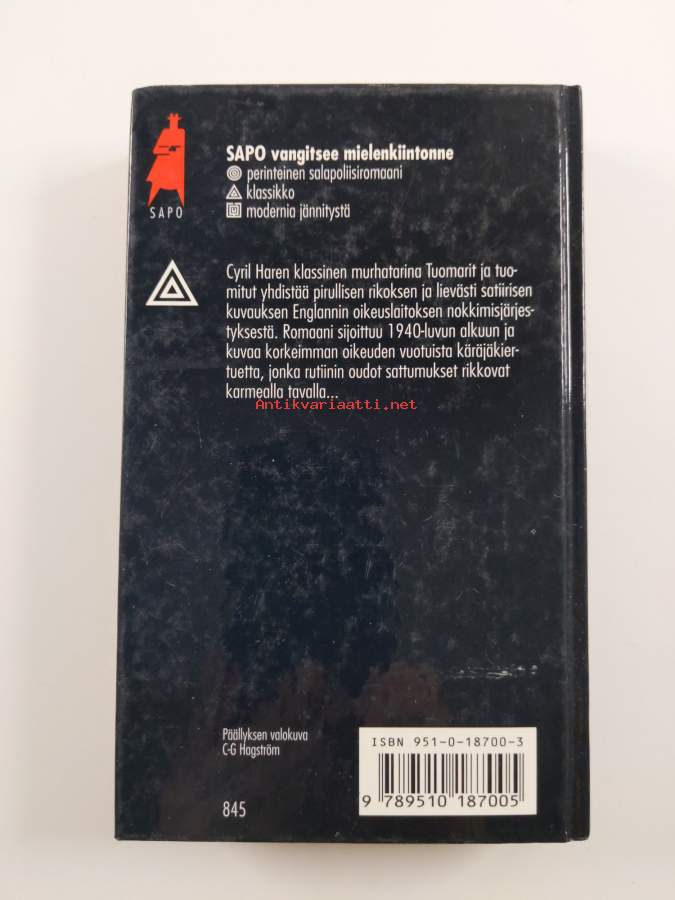 SAPO vangitsee mielenkiintonne
perinteinen salapoliisiromaani
klassikko
modernia jännitystä
SAPO
Cyril Haren klassinen murhatarina Tuomarit ja tuo-
mitut yhdistää pirullisen rikoksen ja lievästi satiirisen
kuvauksen Englannin oikeuslaitoksen nokkimisjärjes-
tyksestä. Romaani sijoittuu 1940-luvun alkuun ja
kuvaa korkeimman oikeuden vuotuista käräjäkier-
tuetta, jonka rutiinin oudot sattumukset rikkovat
karmealla tavalla...
Antikvariaatti.net
Päällyksen valokuva
C-G Hagström
ISBN 951-0-18700-3
9 789510 187005
845